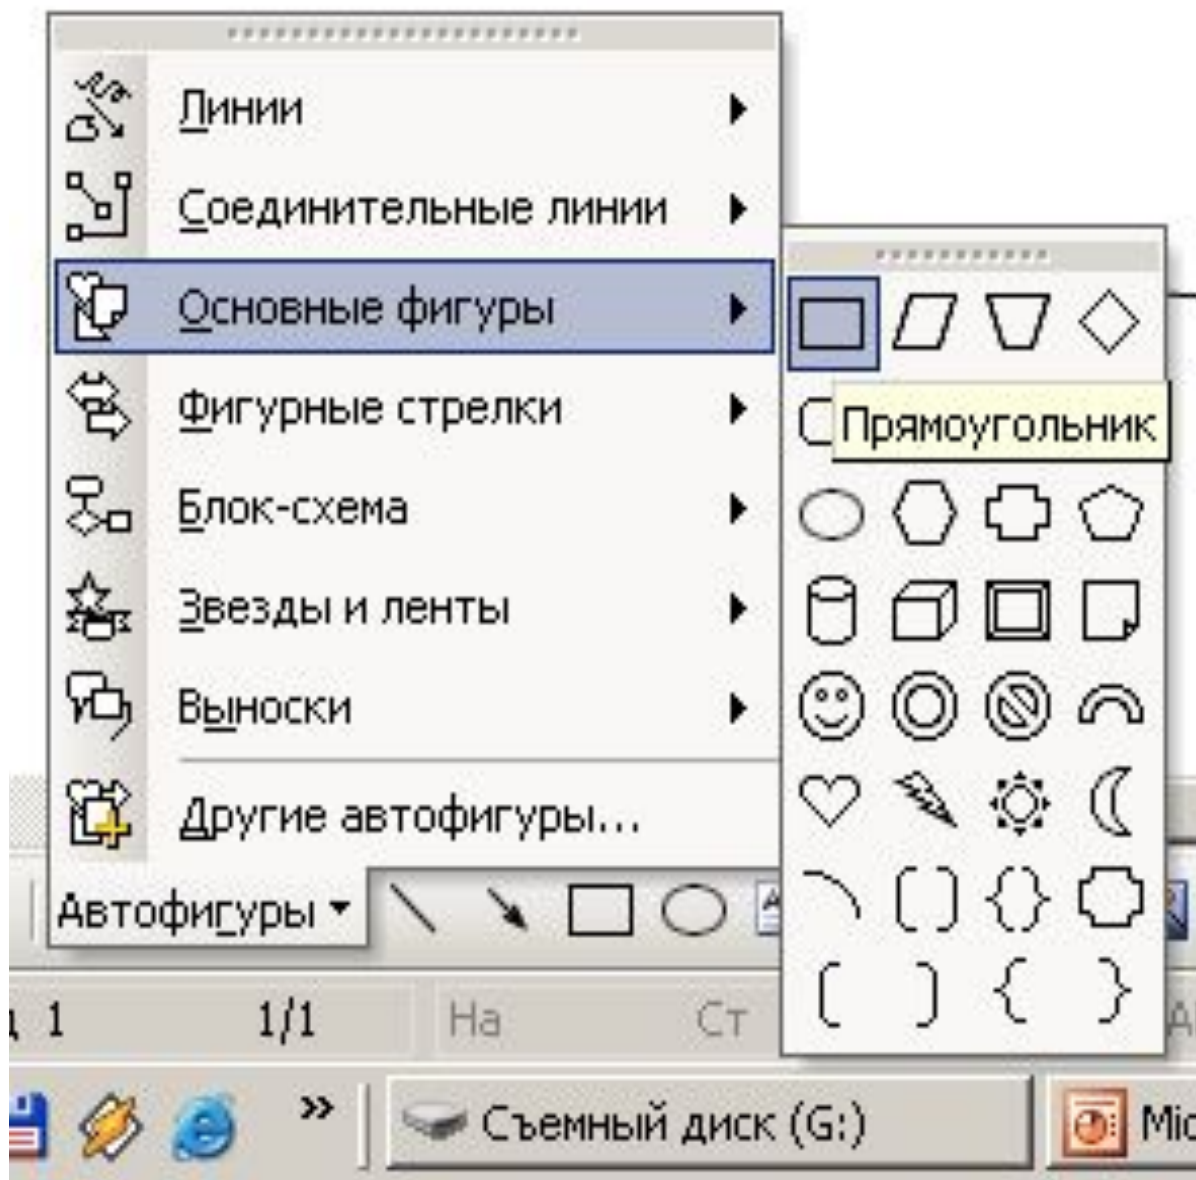 Линии
Соединительные линии
Основные фигуры
Прямоугольник
Фигурные стрелки
Блок-схема
Звезды и ленты
Выноски
Другие автофигуры...
Автофигуры
1 1/1 На Ст
Съемный диск (G:)